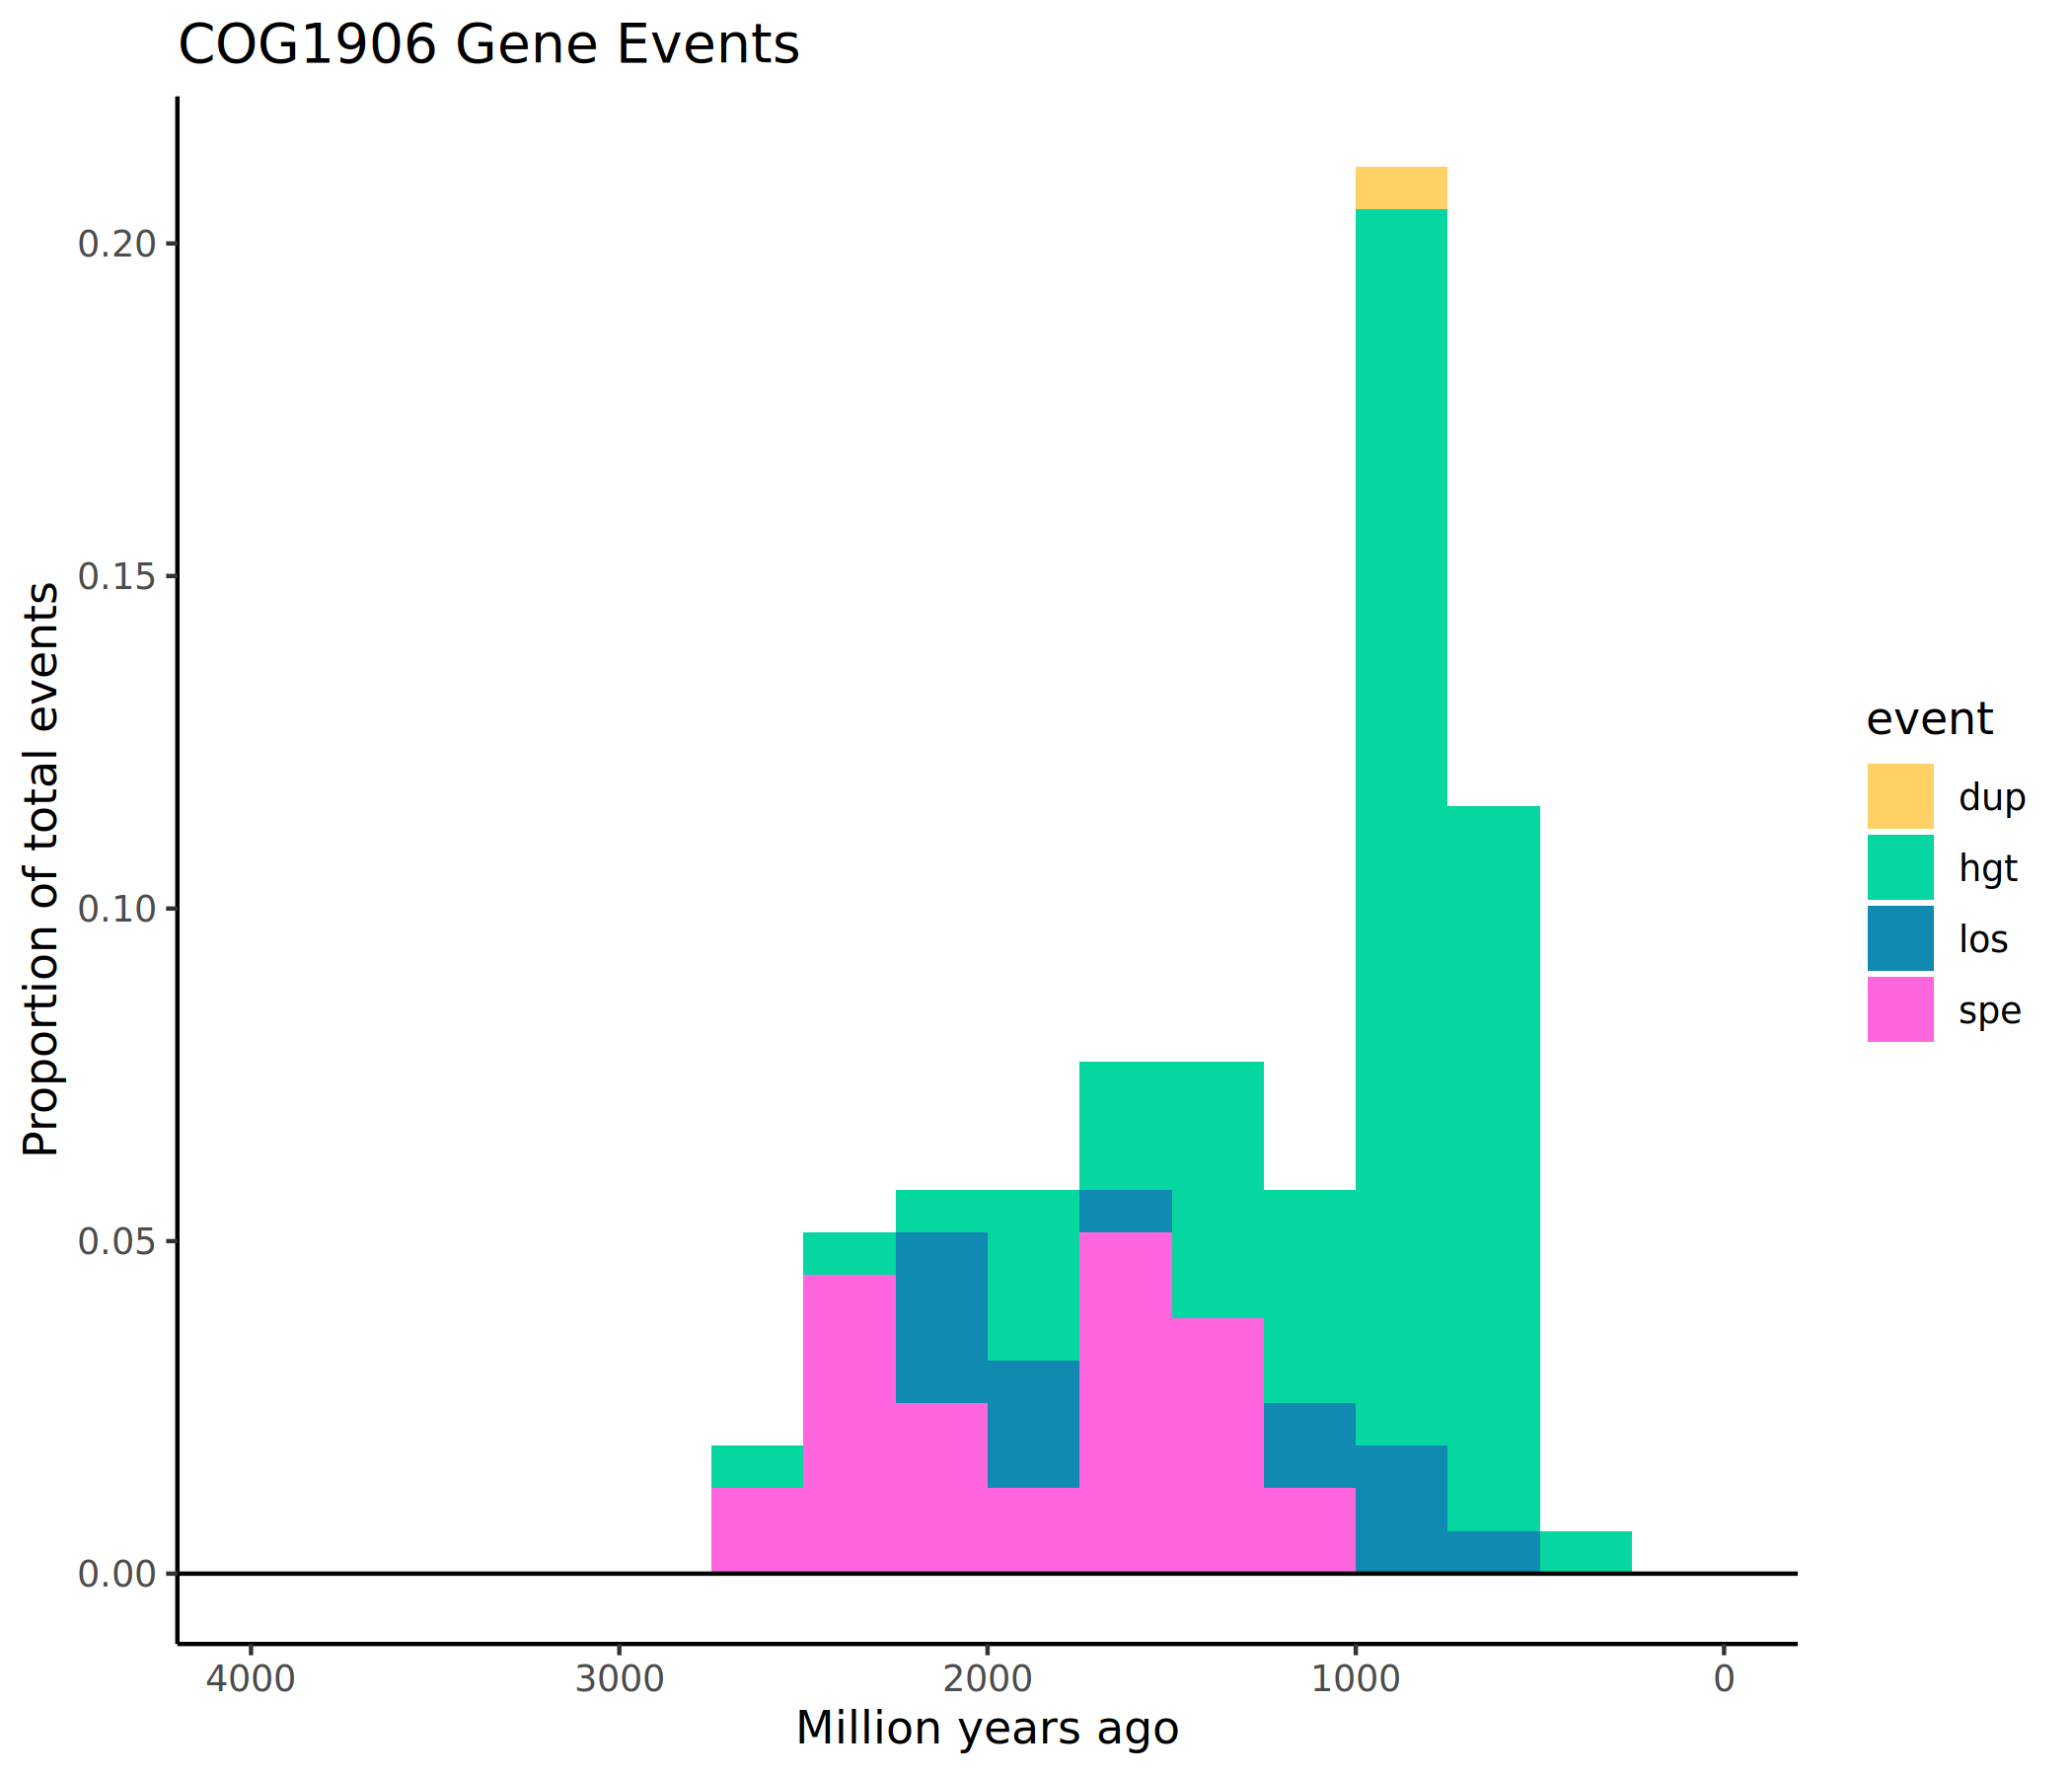 COG1906 Gene Events
Proportion of total events
0.20
0.15
0.10
0.05
0.00
4000 3000 2000 1000 0
Million years ago
event
dup
hgt
los
spe